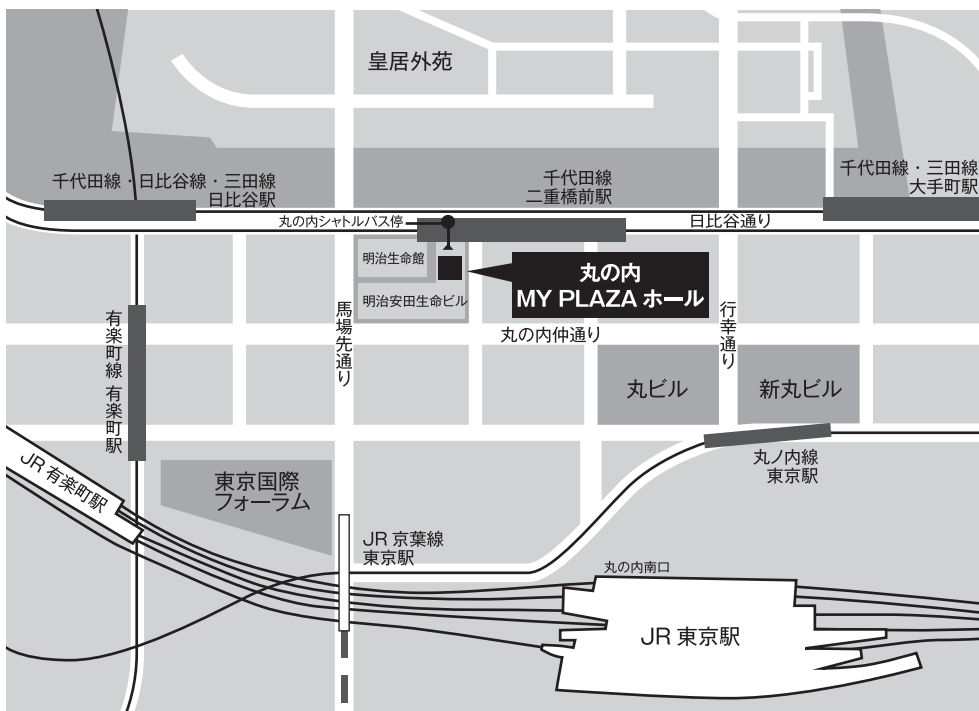 皇居外苑
千代田線・日比谷線・三田線
日比谷駅
千代田線
二重橋前駅
千代田線・三田線
大手町駅
丸の内シャトルバス停
日比谷通り
明治生命館
丸の内
MY PLAZA ホール
明治安田生命ビル
有楽町線 有楽町駅
馬場先通り
丸の内仲通り
行幸通り
丸ビル
新丸ビル
JR 有楽町駅
東京国際
フォーラム
丸ノ内線
東京駅
JR 京葉線
東京駅
丸の内南口
JR 東京駅